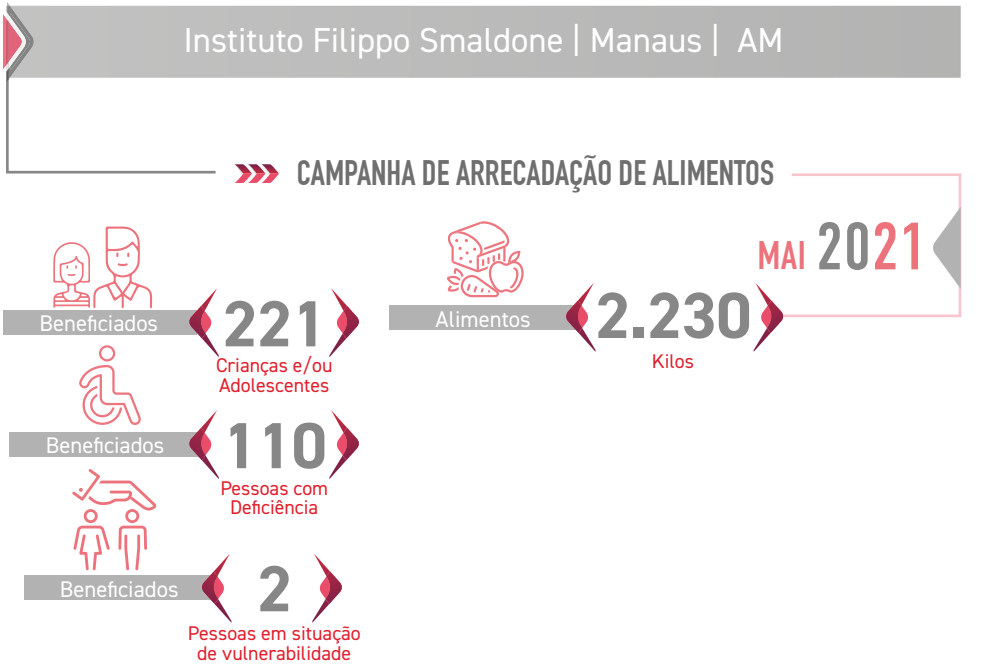 Instituto Filippo Smaldone | Manaus | AM
CAMPANHA DE ARRECADAÇÃO DE ALIMENTOS
MAI 2021
Beneficiados
221
Crianças e/ou
Adolescentes
Alimentos
2.230
Kilos
Beneficiados
110
Pessoas com
Deficiência
Beneficiados
2
Pessoas em situação
de vulnerabilidade